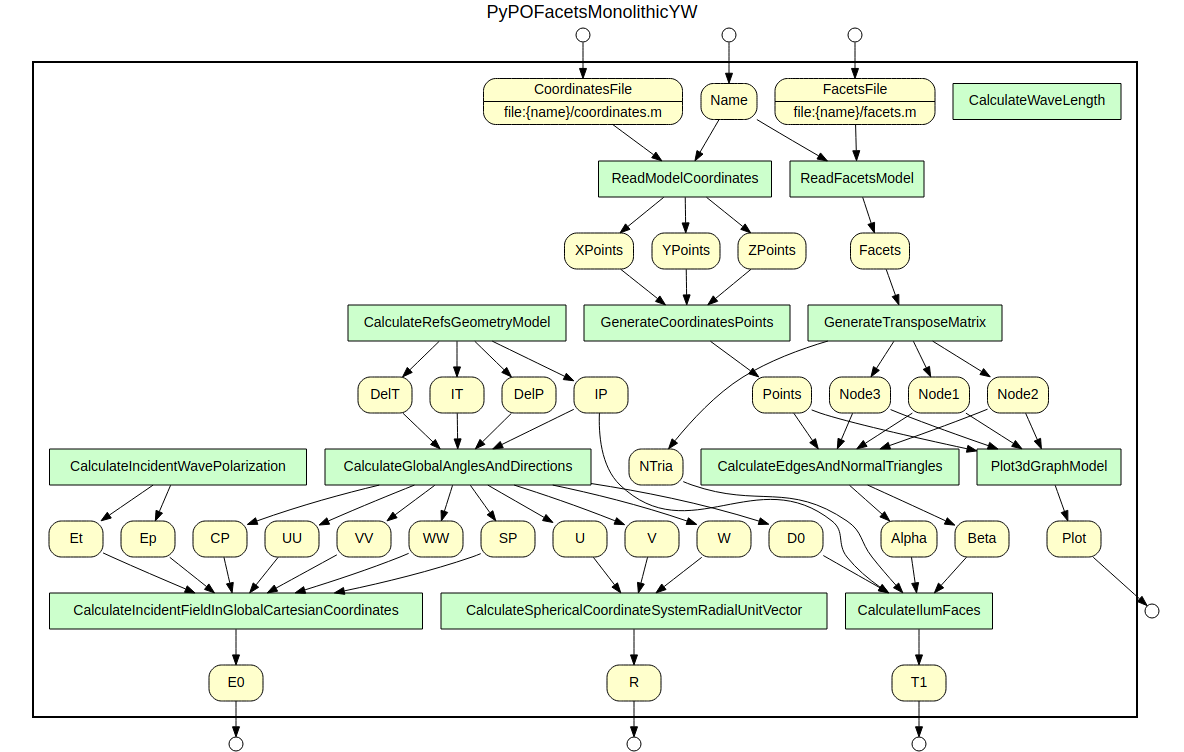 PyPOFacetsMonolithicYW
CoordinatesFile
file:{name}/coordinates.m
Name
FacetsFile
file:{name}/facets.m
CalculateWaveLength
ReadModelCoordinates
ReadFacetsModel
XPoints
YPoints
ZPoints
Facets
CalculateRefsGeometryModel
GenerateCoordinatesPoints
GenerateTransposeMatrix
DelT
IT
DelP
IP
Points
Node3
Node1
Node2
CalculateIncidentWavePolarization
CalculateGlobalAnglesAndDirections
NTria
CalculateEdgesAndNormalTriangles
Plot3dGraphModel
Et
Ep
CP
UU
VV
WW
SP
U
V
W
D0
Alpha
Beta
Plot
CalculateIncidentFieldInGlobalCartesianCoordinates
CalculateSphericalCoordinateSystemRadialUnitVector
CalculateIlumFaces
E0
R
T1